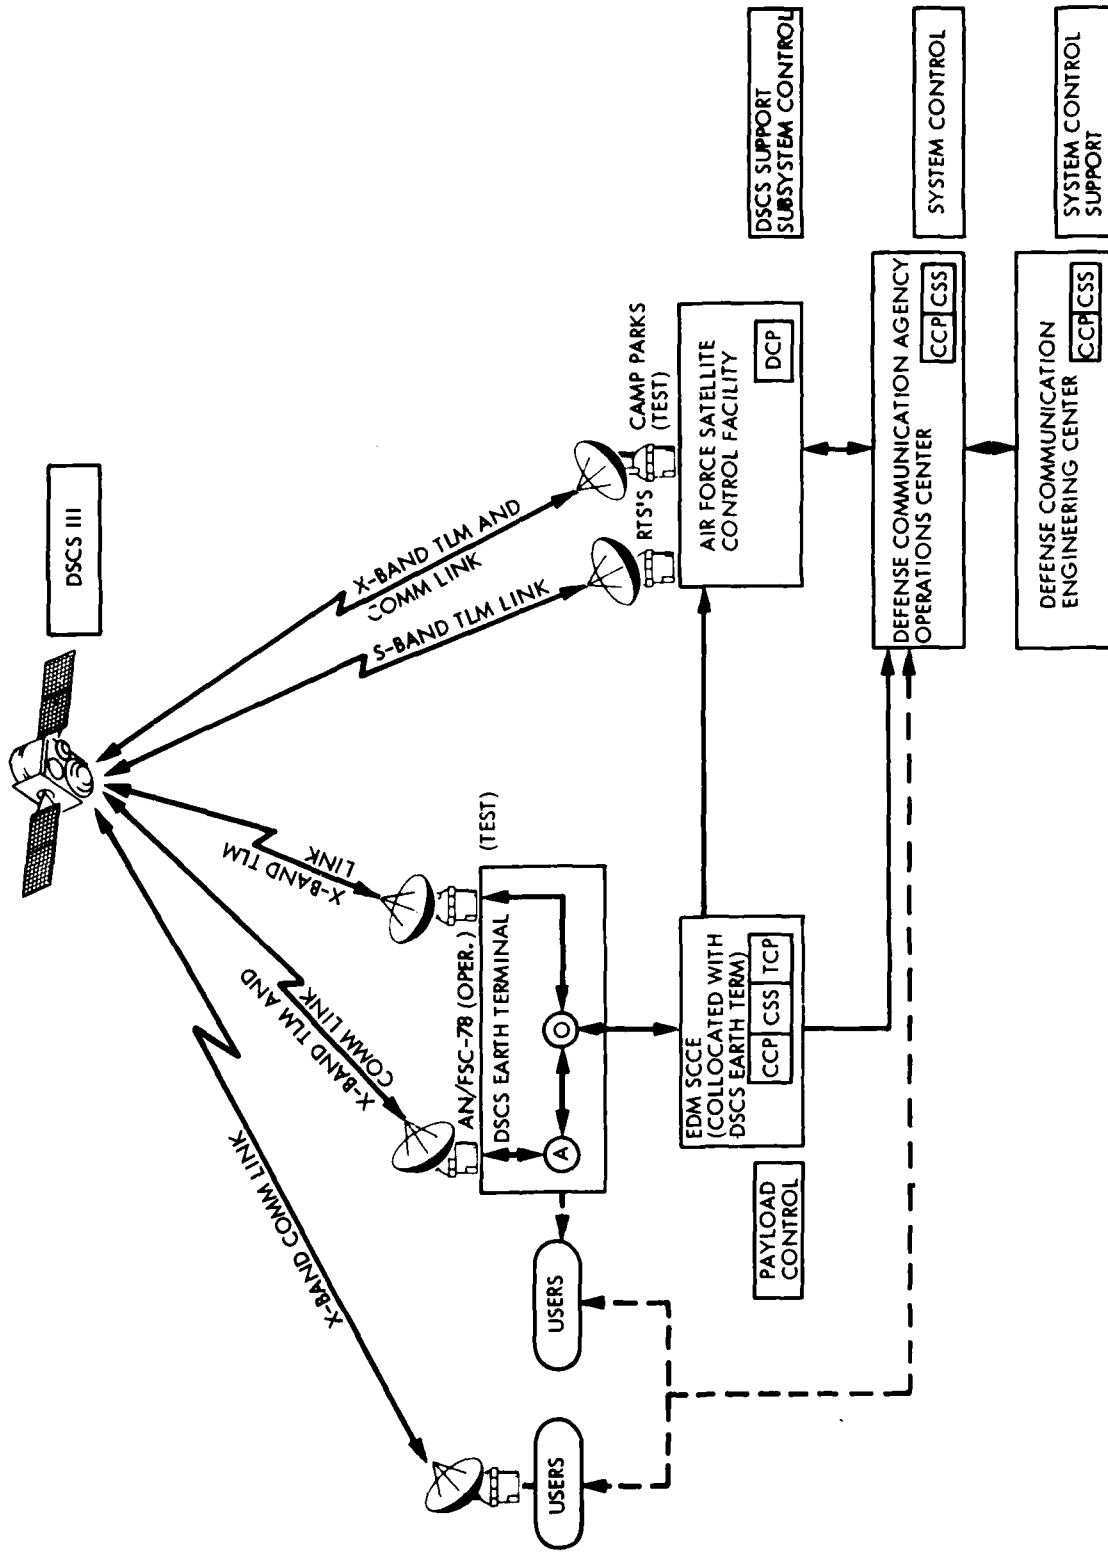 DSCS III
X-BAND COMM LINK
X-BAND TLM AND
COMM LINK
X-BAND TLM
LINK
S-BAND TLM LINK
X-BAND TLM AND
COMM LINK
AN/FSC-78 (OPER.)
(TEST)
RTS'S
CAMP PARKS
(TEST)
USERS
USERS
DSCS EARTH TERMINAL
A
O
PAYLOAD
CONTROL
EDM SCCE
(COLLOCATED WITH
DSCS EARTH TERM)
CCP CSS TCP
AIR FORCE SATELLITE
CONTROL FACILITY
DCP
DSCS SUPPORT
SUBSYSTEM CONTROL
DEFENSE COMMUNICATION AGENCY
OPERATIONS CENTER
CCP CSS
SYSTEM CONTROL
DEFENSE COMMUNICATION
ENGINEERING CENTER
CCP CSS
SYSTEM CONTROL
SUPPORT